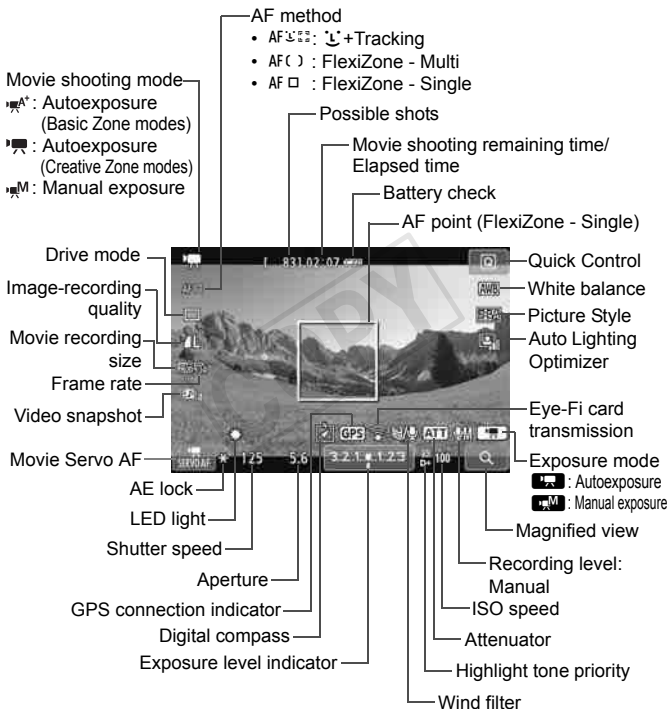 AF method
• AF : +Tracking
• AF( ) : FlexiZone - Multi
• AF □ : FlexiZone - Single
Movie shooting mode
A+ : Autoexposure
(Basic Zone modes)
: Autoexposure
(Creative Zone modes)
M : Manual exposure
Possible shots
Movie shooting remaining time/
Elapsed time
Battery check
AF point (FlexiZone - Single)
Drive mode
Image-recording
quality
Movie recording
size
Frame rate
Video snapshot
Movie Servo AF
AE lock
LED light
Shutter speed
Aperture
GPS connection indicator
Digital compass
Exposure level indicator
831 02:07
L
AWB
COPY
GPS
ATT
SERVO AF
125 5.6 3.2.1 . 1.2.3 D+ 100
Quick Control
White balance
Picture Style
Auto Lighting
Optimizer
Eye-Fi card
transmission
Exposure mode
: Autoexposure
M : Manual exposure
Magnified view
Recording level:
Manual
ISO speed
Attenuator
Highlight tone priority
Wind filter